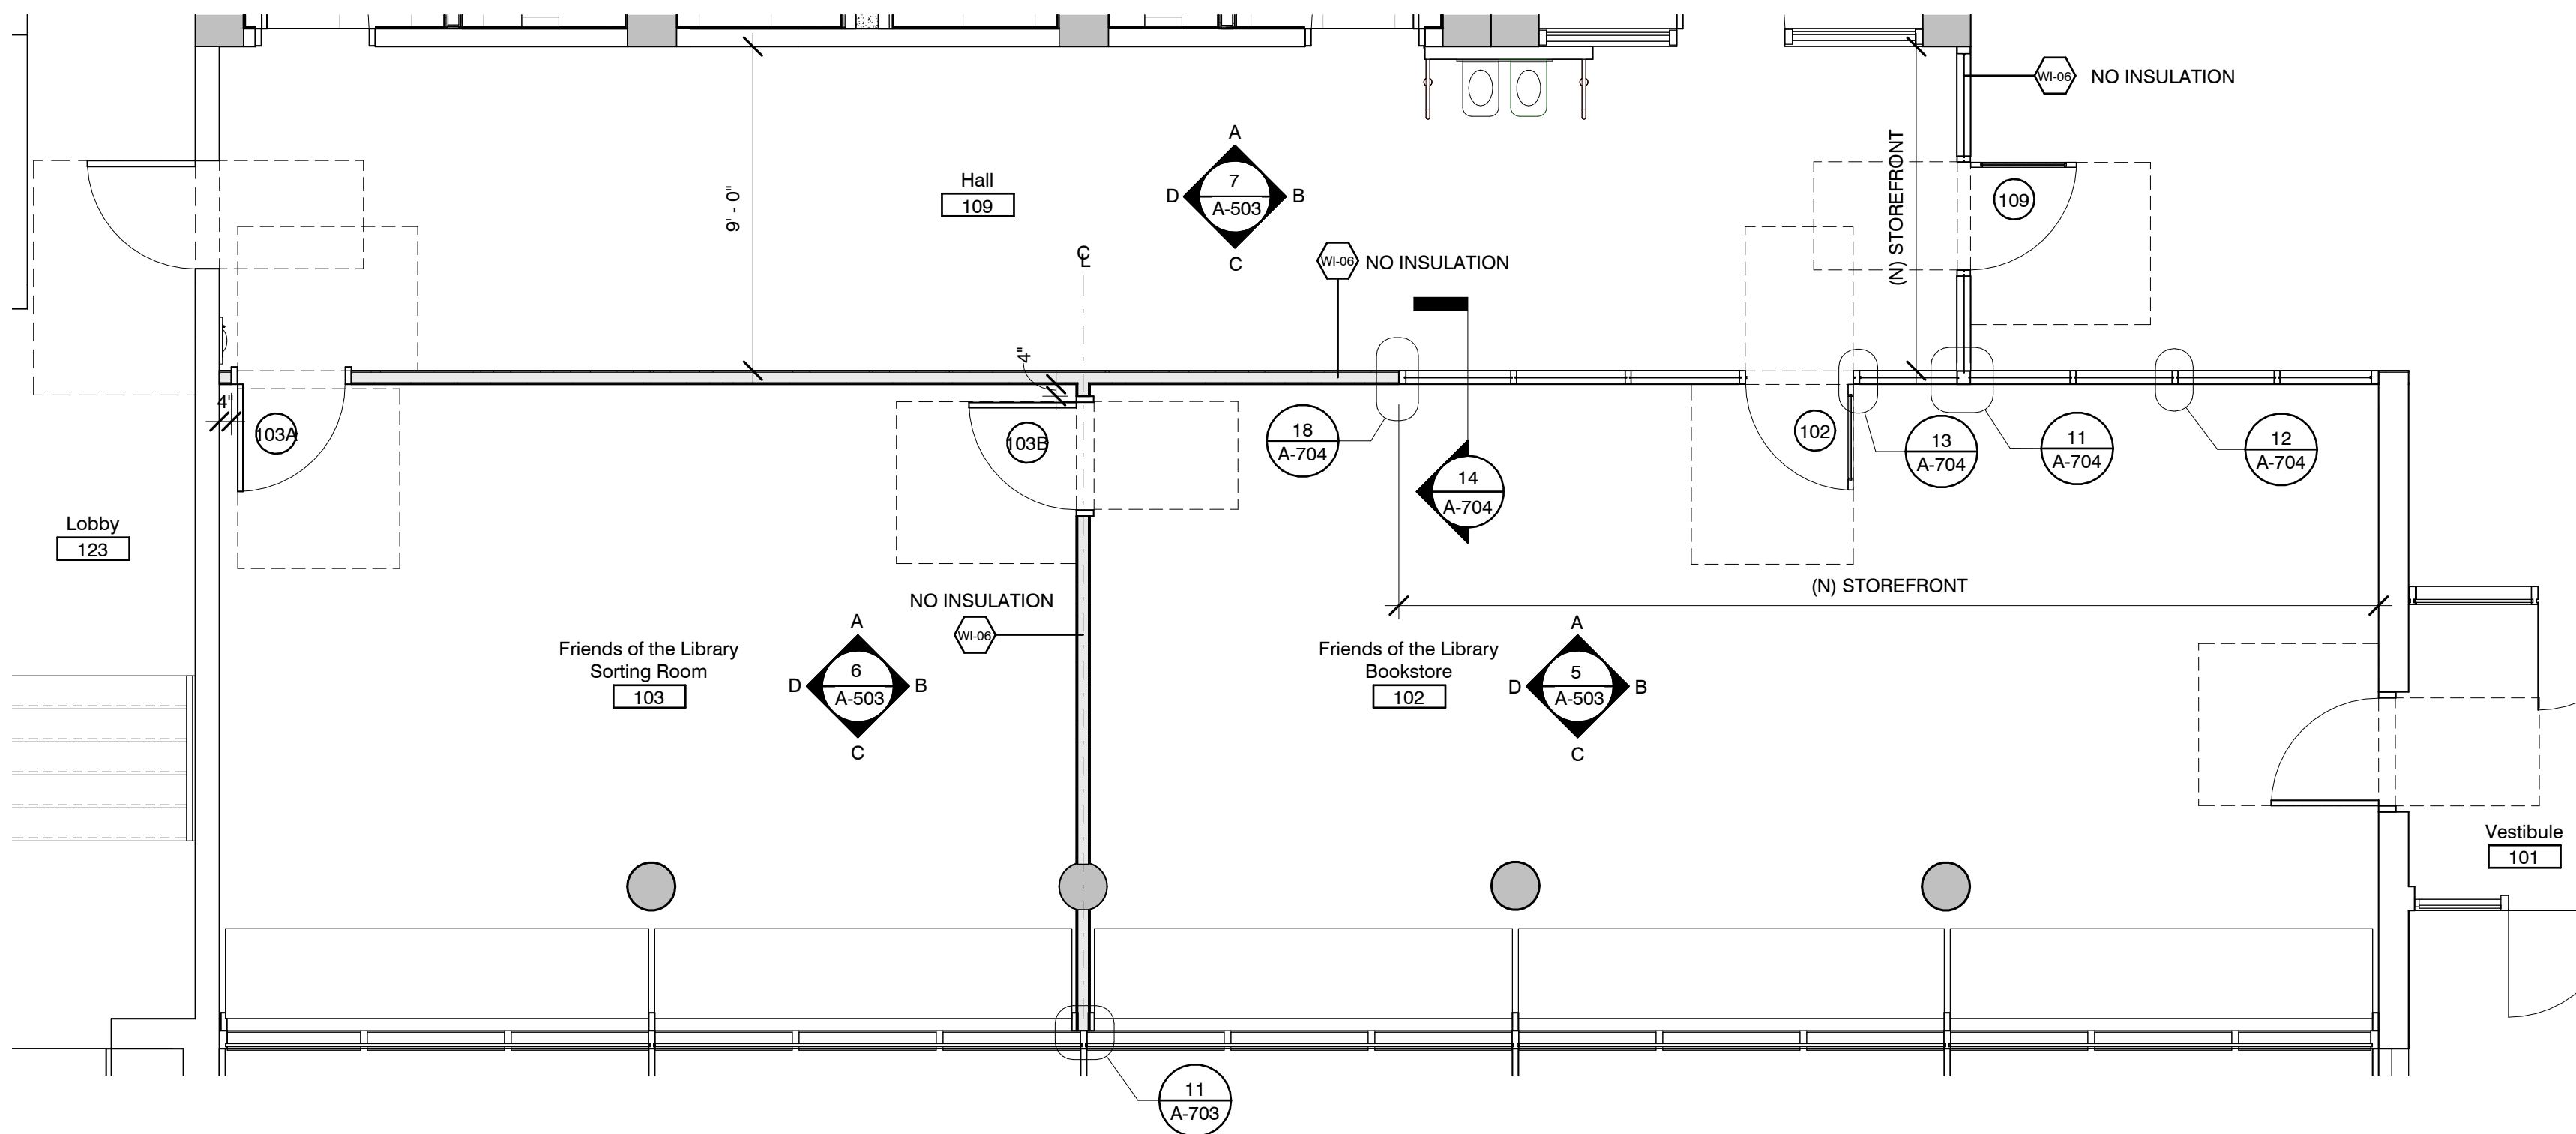 WI-06 NO INSULATION
A
7
A-503
D
B
C
Hall
109
9' - 0"
(N) STOREFRONT
109
CL
WI-06 NO INSULATION
4"
4"
103A
103B
18
A-704
14
A-704
102
13
A-704
11
A-704
12
A-704
Lobby
123
(N) STOREFRONT
NO INSULATION
WI-06
Friends of the Library
Sorting Room
103
A
6
A-503
D
B
C
Friends of the Library
Bookstore
102
A
5
A-503
D
B
C
Vestibule
101
11
A-703